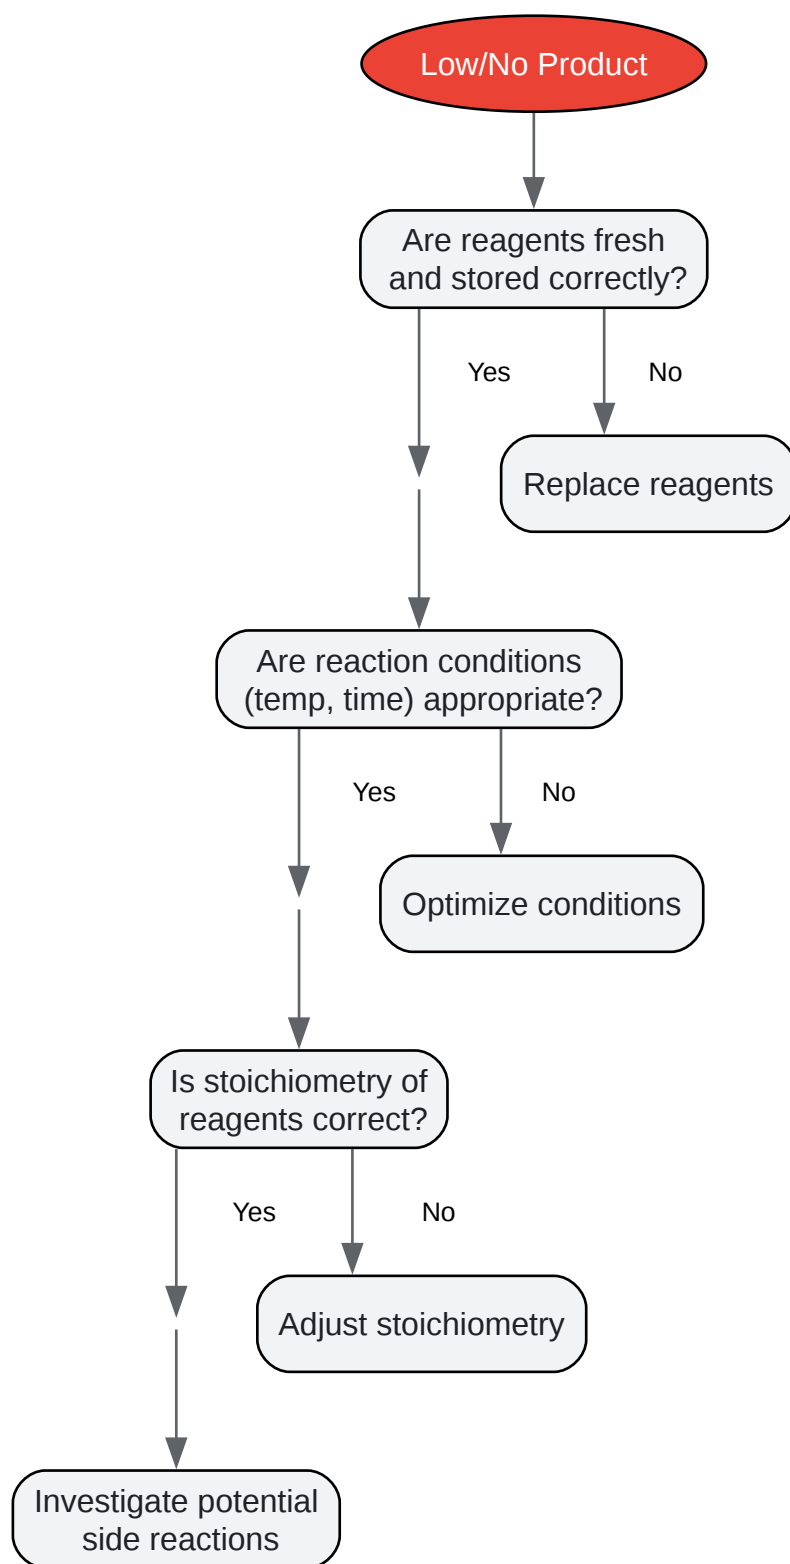 Low/No Product
Are reagents fresh
and stored correctly?
Yes
No
Replace reagents
Are reaction conditions
(temp, time) appropriate?
Yes
No
Optimize conditions
Is stoichiometry of
reagents correct?
Yes
No
Adjust stoichiometry
Investigate potential
side reactions